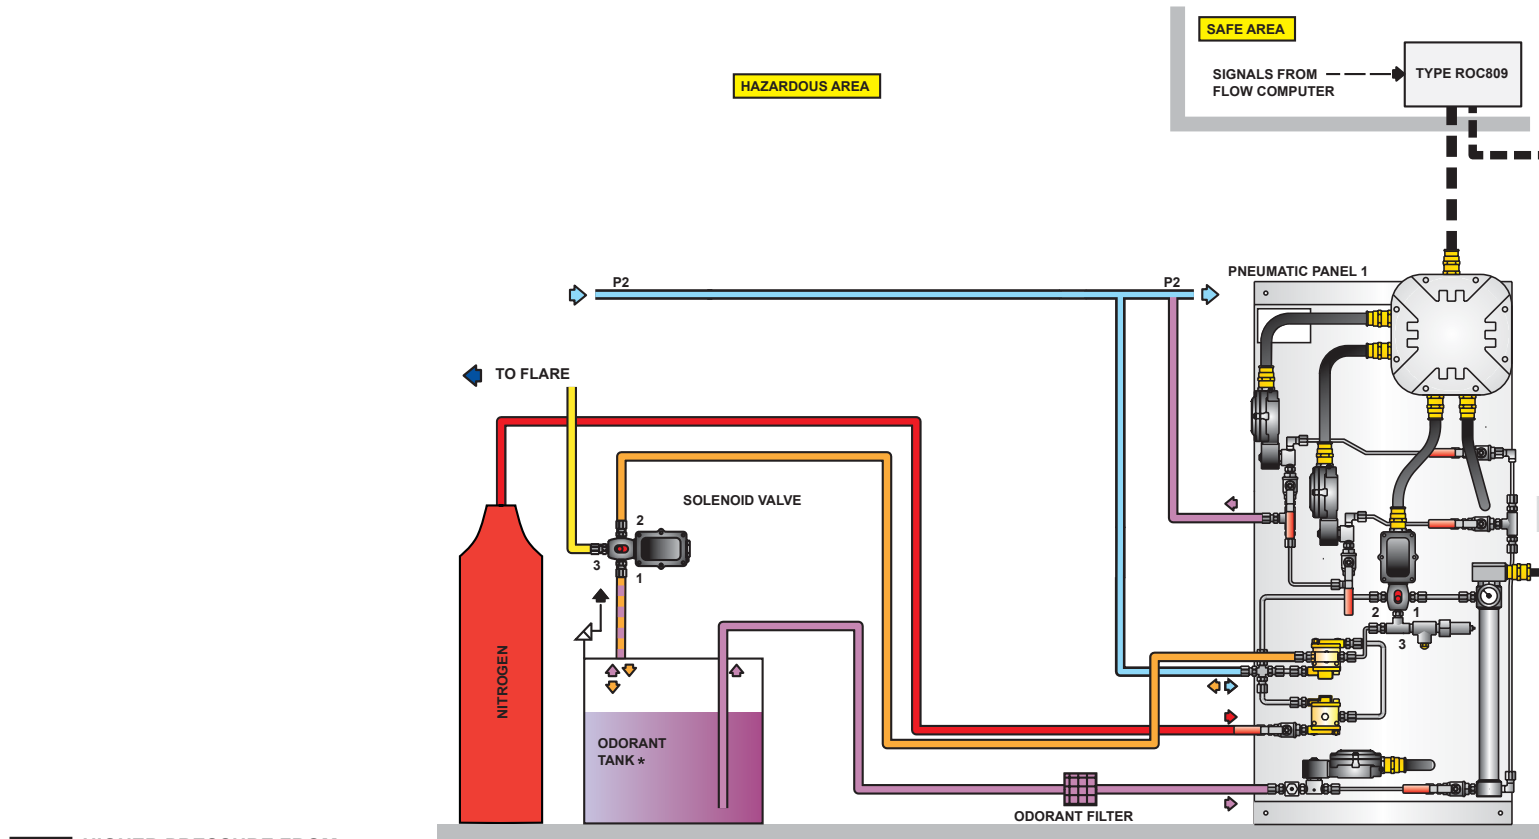 SAFE AREA
HAZARDOUS AREA
SIGNALS FROM
FLOW COMPUTER
TYPE ROC809
PNEUMATIC PANEL 1
P2
P2
TO FLARE
SOLENOID VALVE
2
3
1
2
1
3
NITROGEN
ODORANT
TANK *
ODORANT FILTER